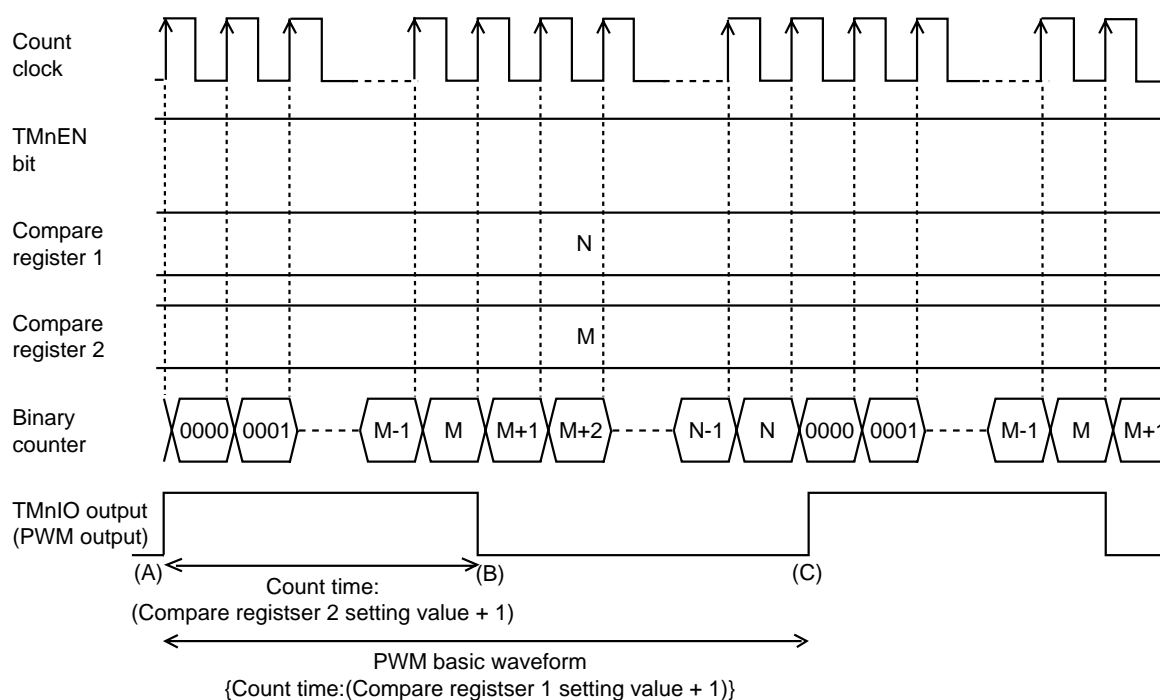 Count
clock
TMnEN
bit
Compare
register 1
N
Compare
register 2
M
Binary
counter
0000 0001 M-1 M M+1 M+2 N-1 N 0000 0001 M-1 M M+1
TMnIO output
(PWM output)
(A) (B) (C)
Count time:
(Compare registser 2 setting value + 1)
PWM basic waveform
{Count time:(Compare registser 1 setting value + 1)}